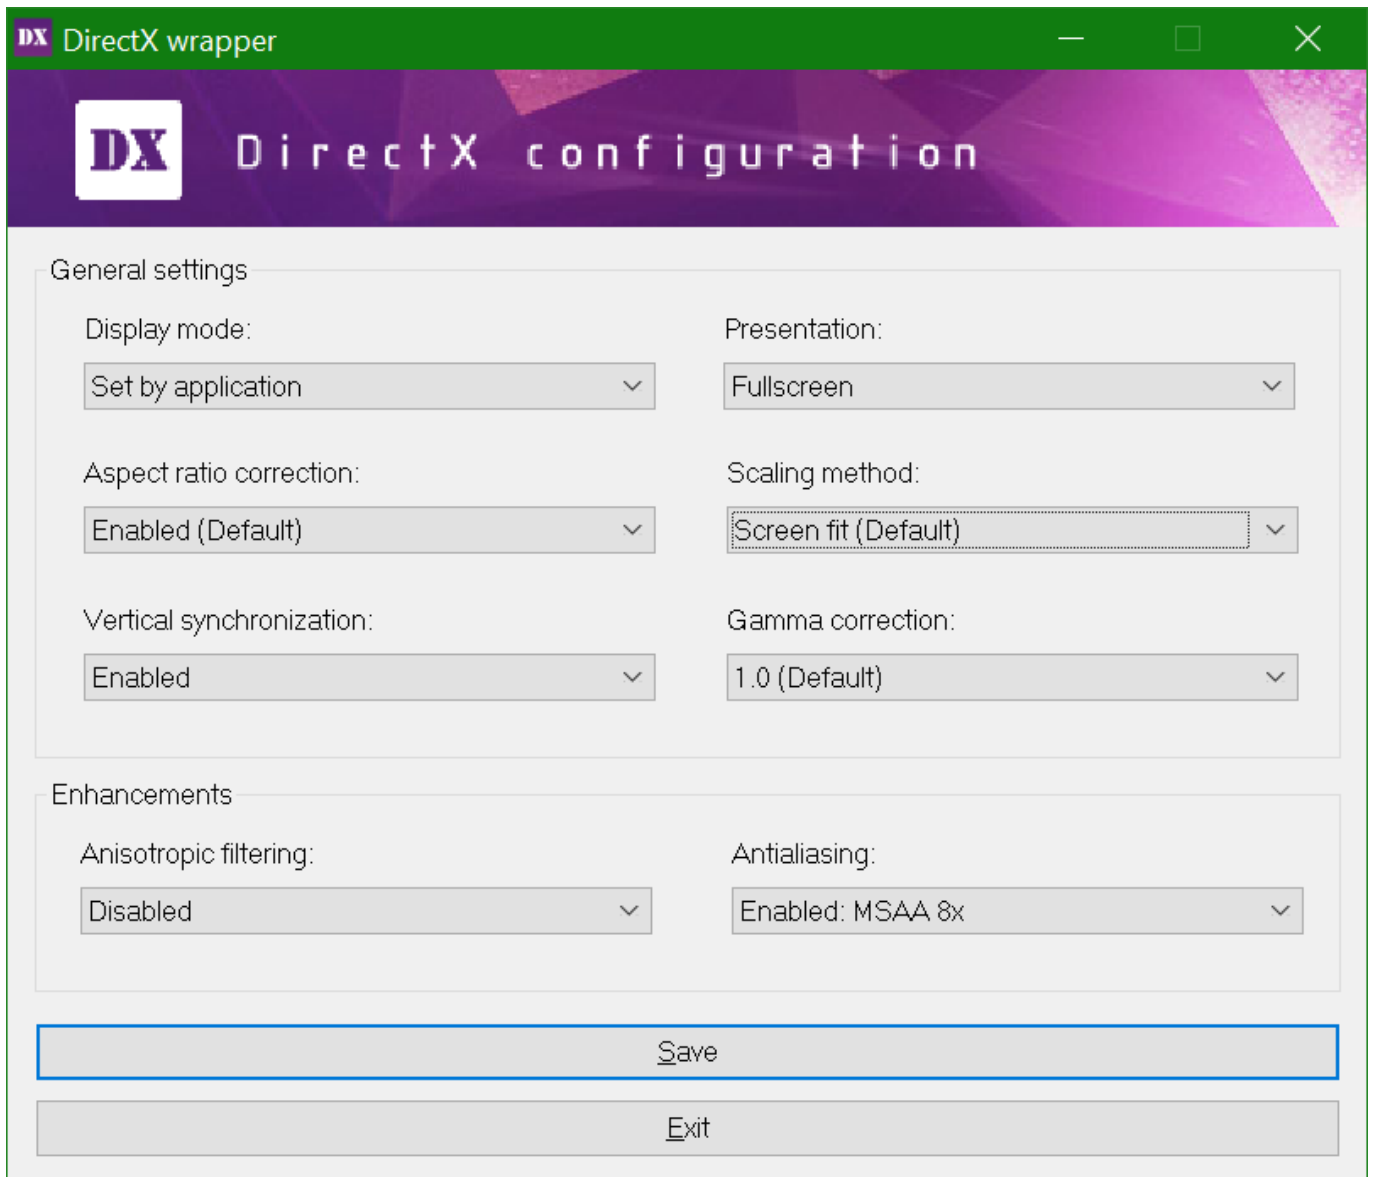 DX DirectX wrapper
DX DirectX configuration
General settings
Display mode: Presentation:
Set by application Fullscreen
Aspect ratio correction: Scaling method:
Enabled (Default) Screen fit (Default)
Vertical synchronization: Gamma correction:
Enabled 1.0 (Default)
Enhancements
Anisotropic filtering: Antialiasing:
Disabled Enabled: MSAA 8x
Save
Exit